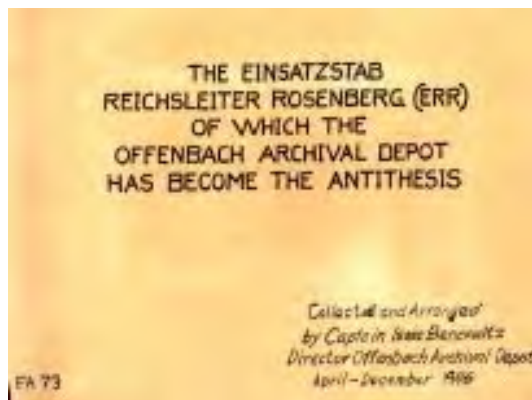 THE EINSATZSTAB
REICHSLEITER ROSENBERG (ERR)
OF WHICH THE
OFFENBACH ARCHIVAL DEPOT
HAS BECOME THE ANTITHESIS
Collected and Arranged
by Captain Isaac Bencowitz
Director Offenbach Archival Depot
April-December 1946
FA 73